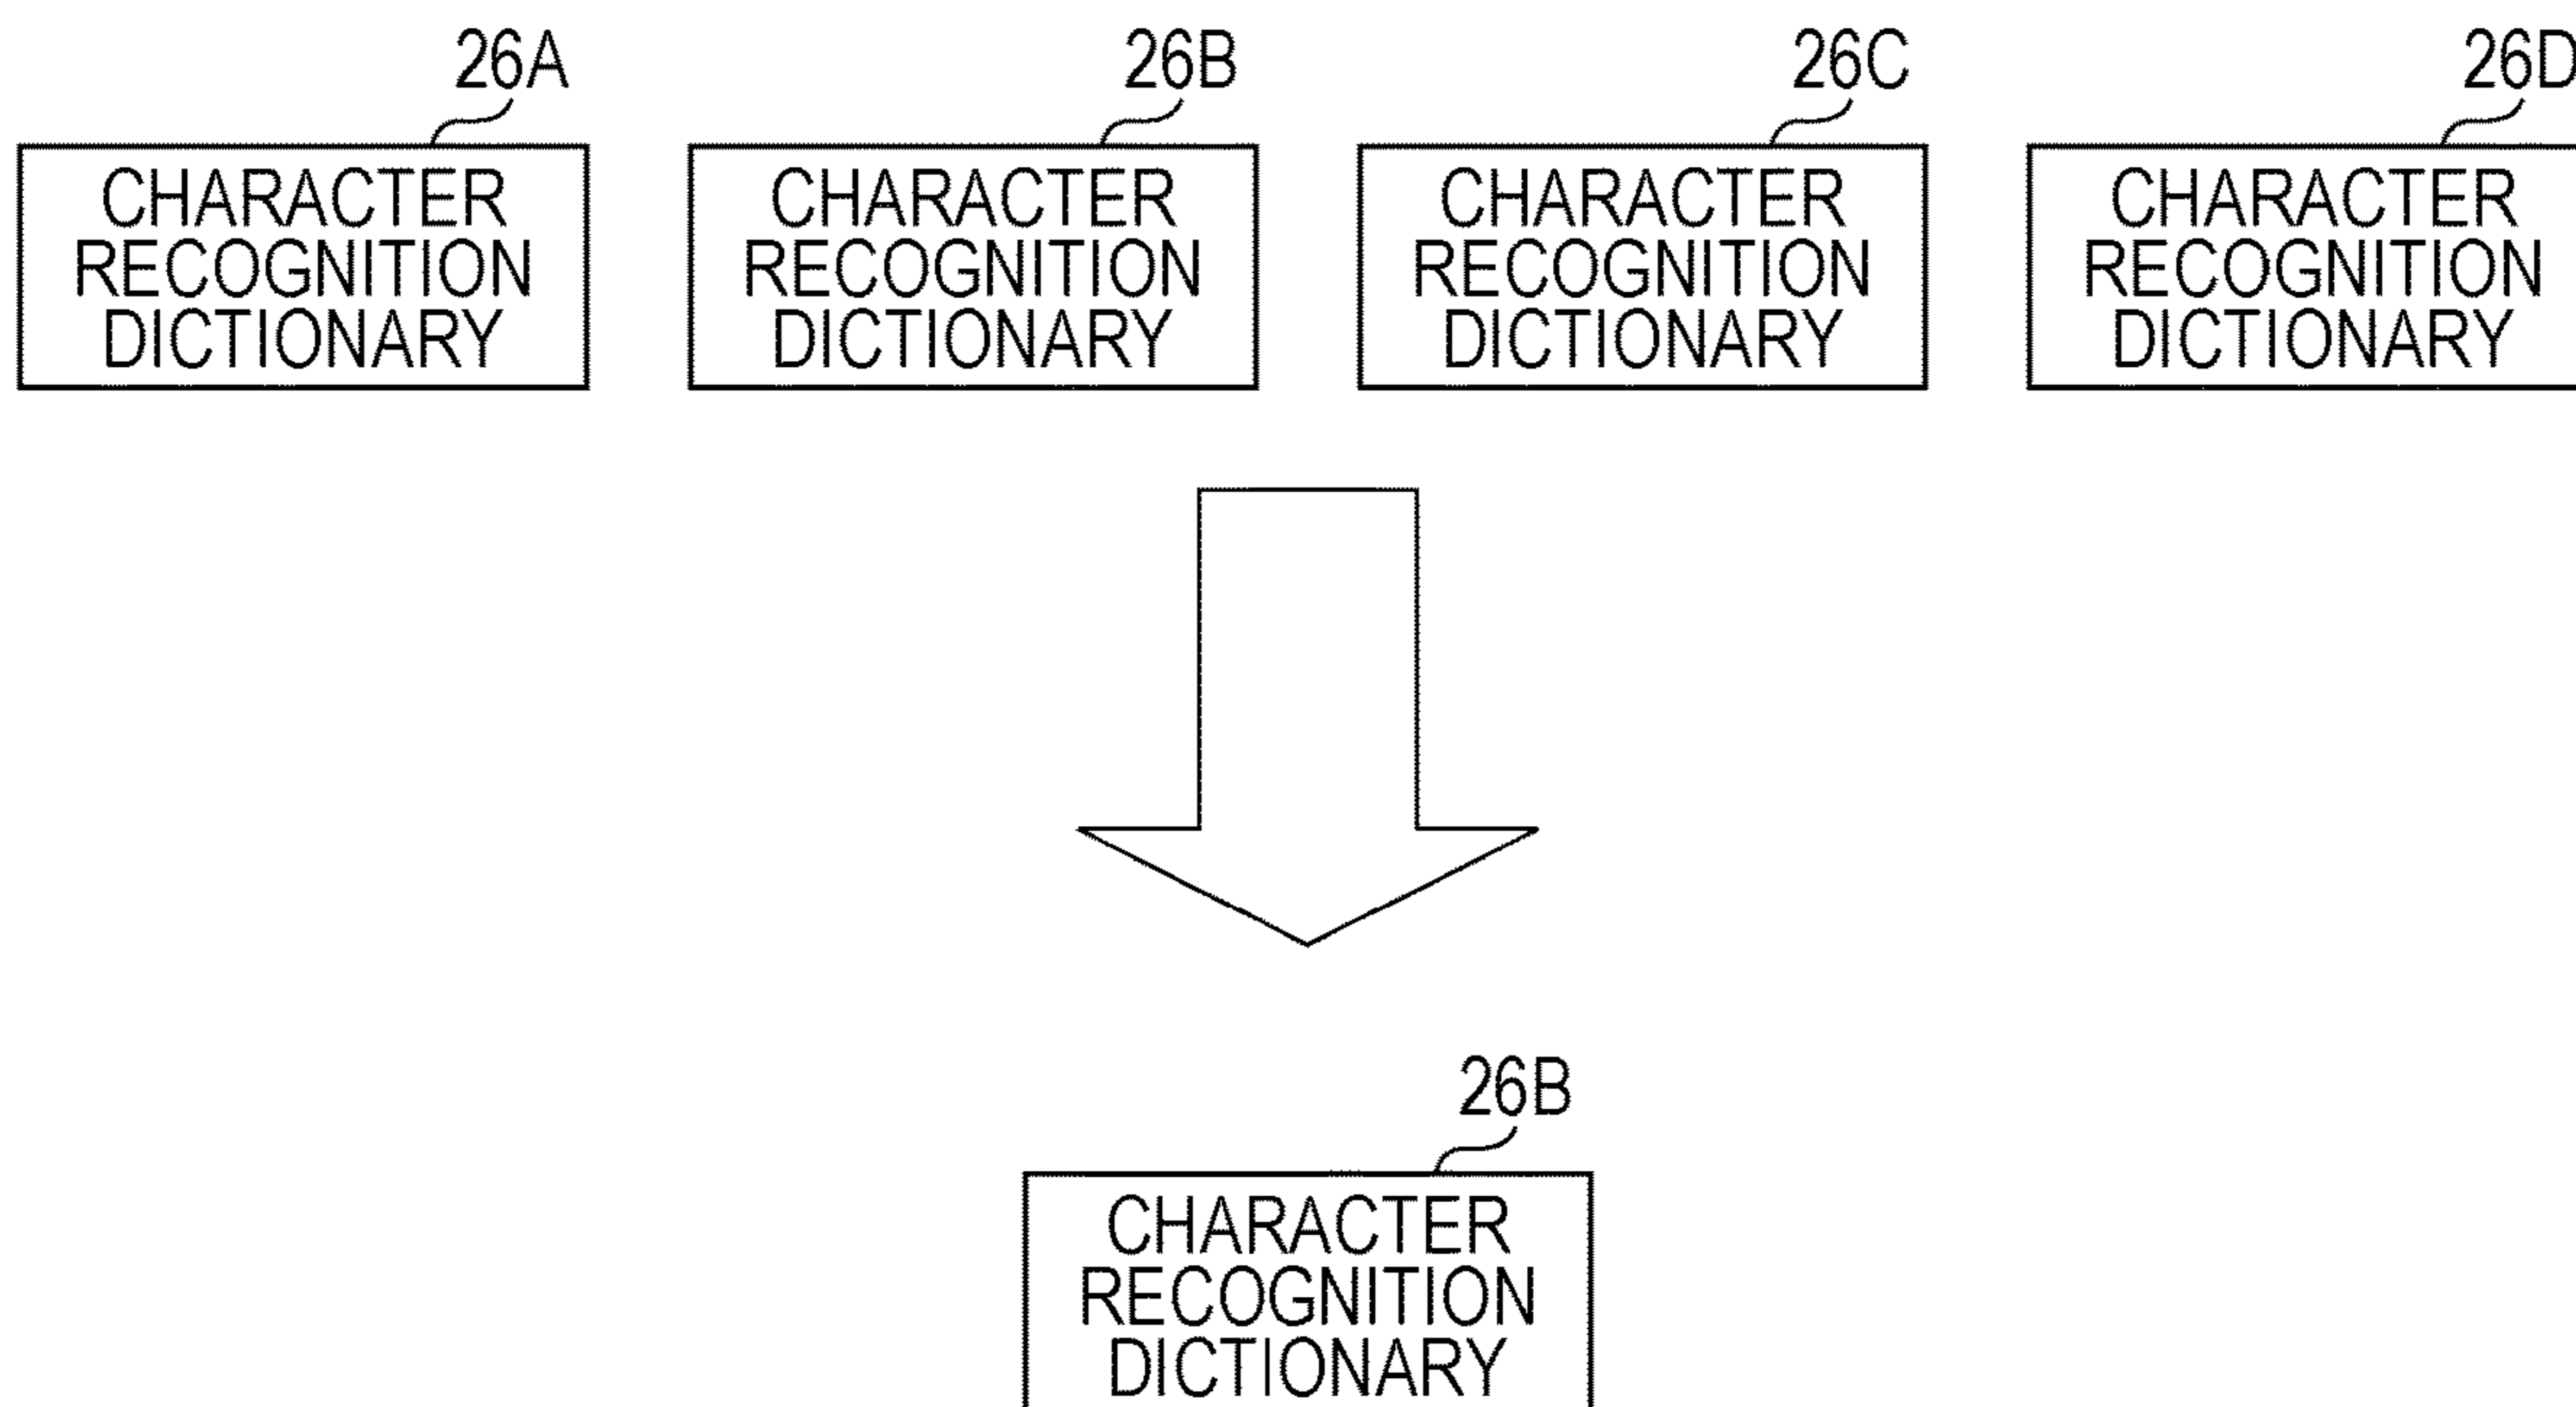 26A 26B 26C 26D
CHARACTER CHARACTER CHARACTER CHARACTER
RECOGNITION RECOGNITION RECOGNITION RECOGNITION
DICTIONARY DICTIONARY DICTIONARY DICTIONARY
26B
CHARACTER
RECOGNITION
DICTIONARY